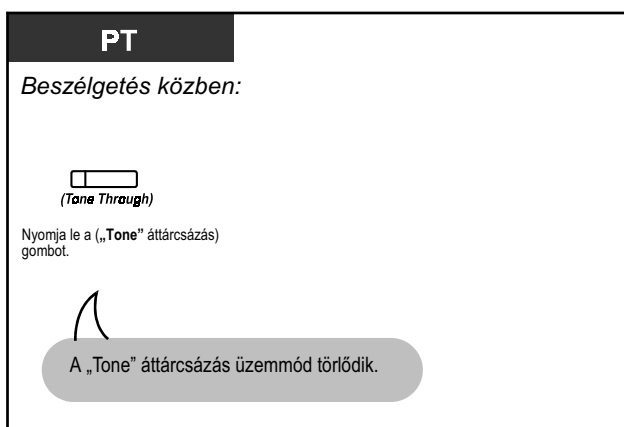 PT
Beszélgetés közben:
(Tone Through)
Nyomja le a („Tone” áttárcsázás)
gombot.
A „Tone” áttárcsázás üzemmód törlődik.